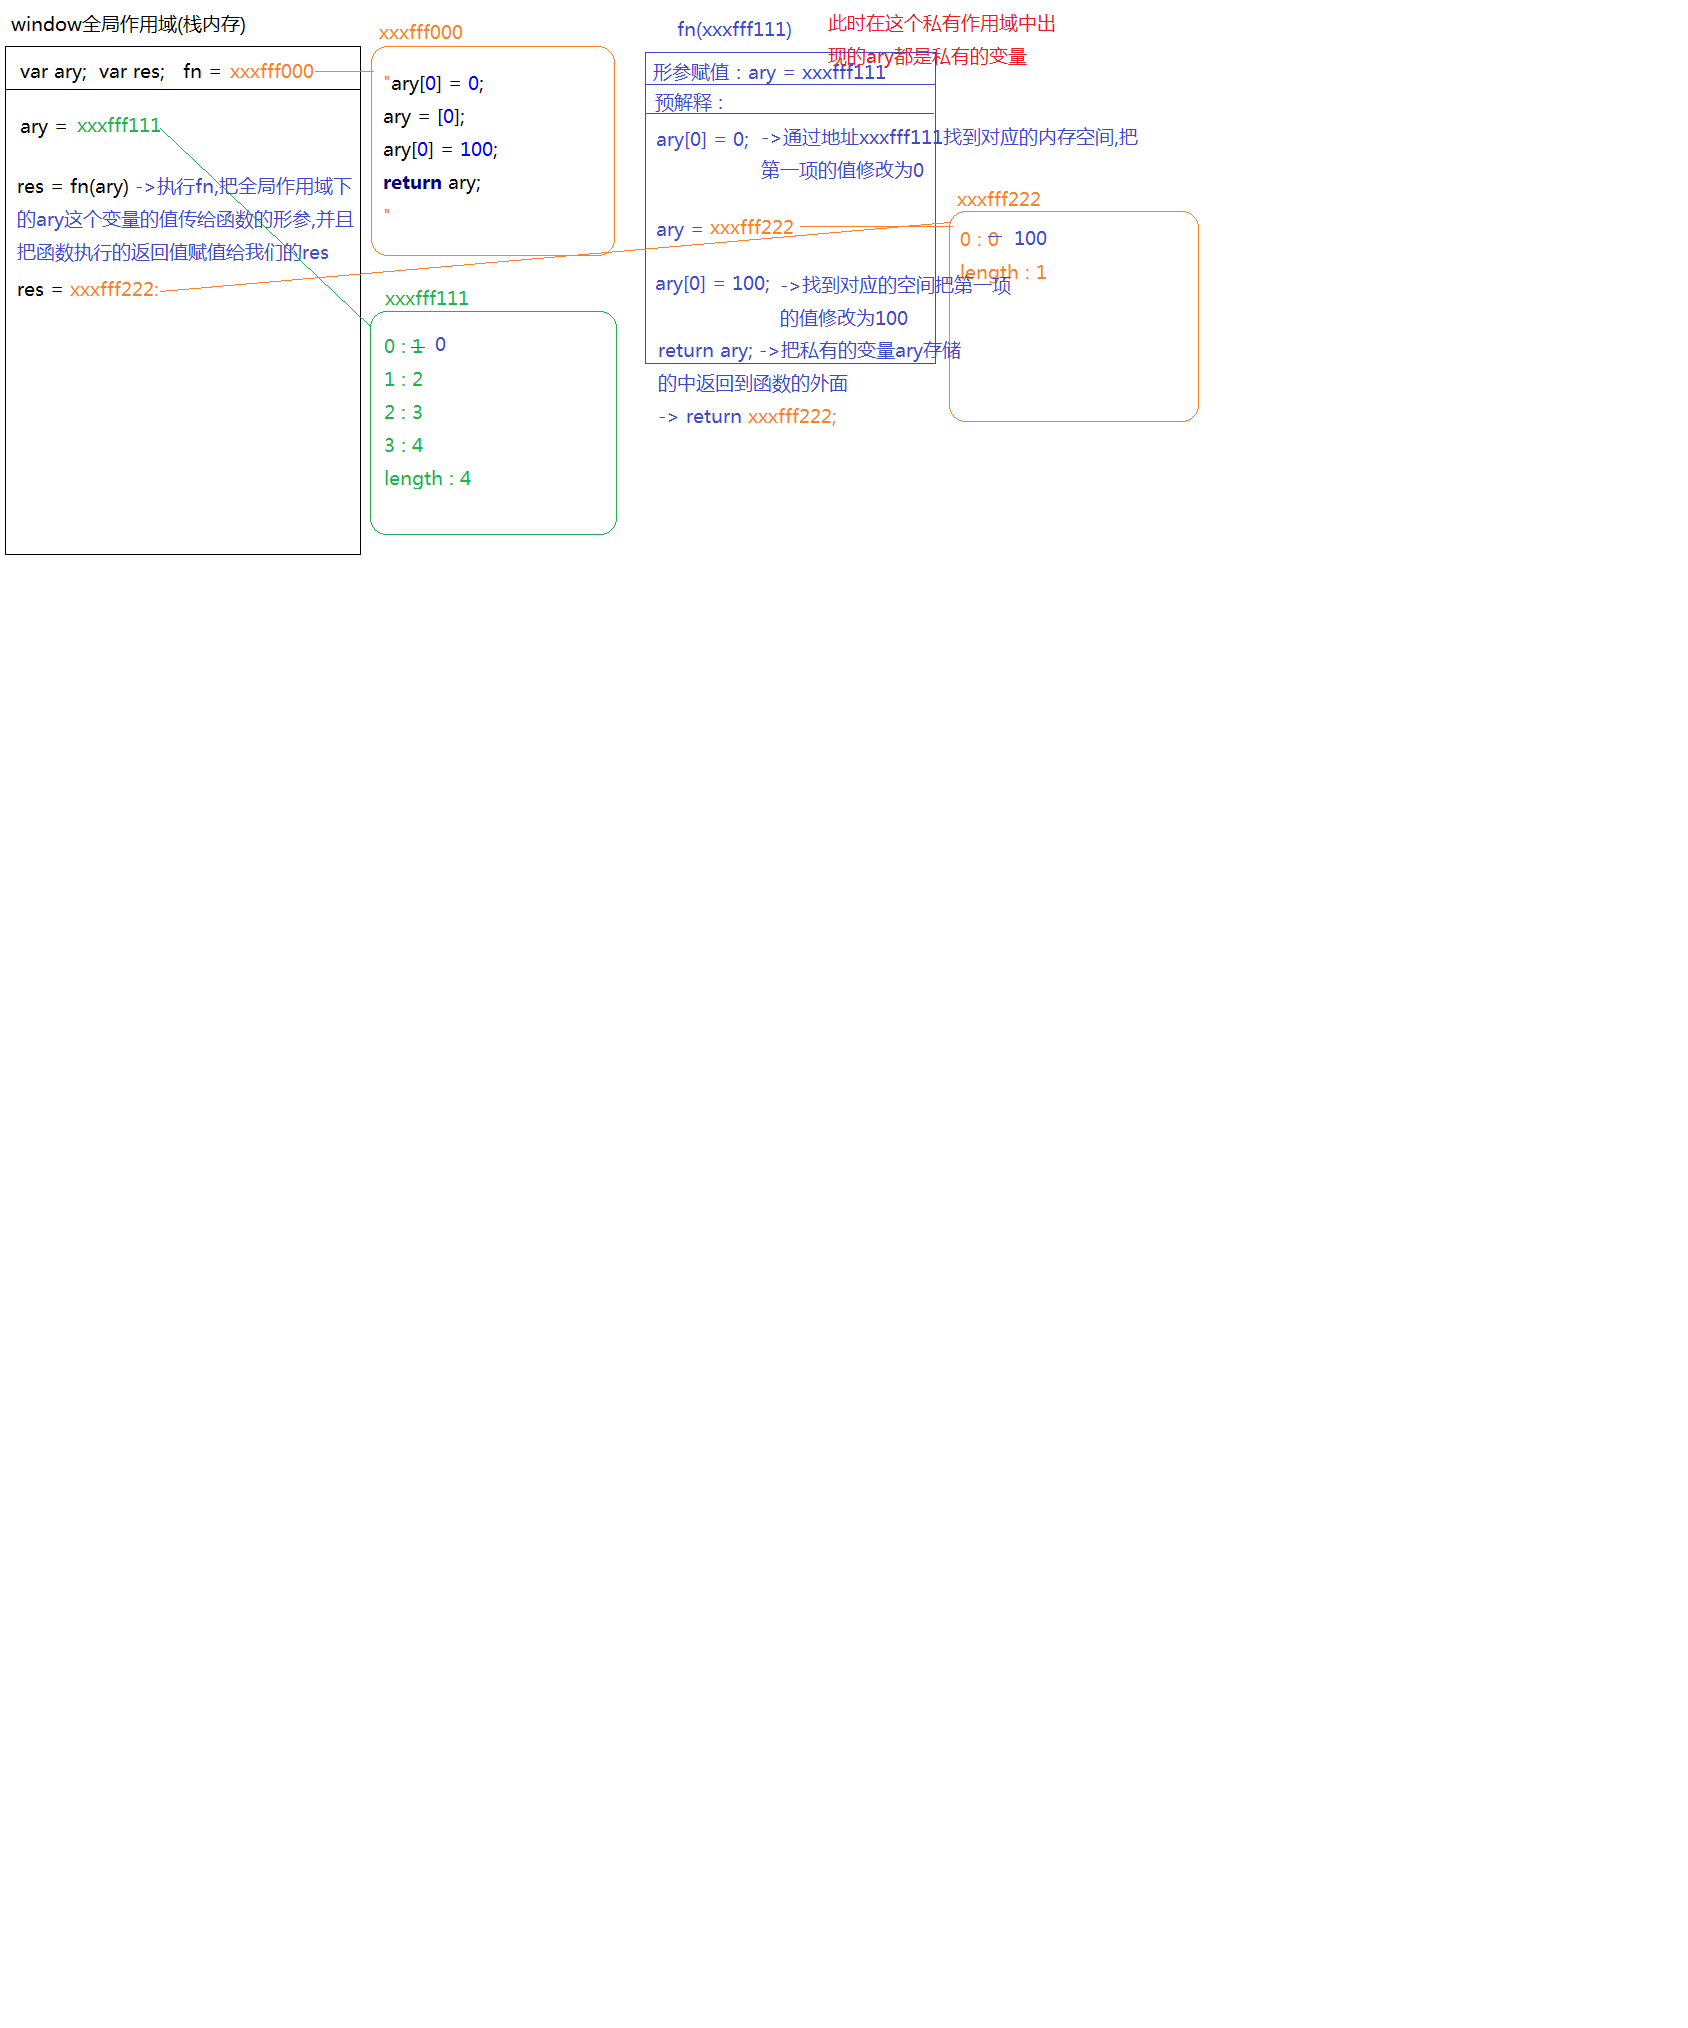 window全局作用域(栈内存)
var ary;  var res;   fn = xxxfff000
ary = xxxfff111
res = fn(ary) ->执行fn,把全局作用域下
的ary这个变量的值传给函数的形参,并且
把函数执行的返回值赋值给我们的res
res = xxxfff222;
xxxfff000
"ary[0] = 0;
ary = [0];
ary[0] = 100;
return ary;
"
xxxfff111
0 : 1  0
1 : 2
2 : 3
3 : 4
length : 4
fn(xxxfff111)
此时在这个私有作用域中出
现的ary都是私有的变量
形参赋值 : ary = xxxfff111
预解释 :
ary[0] = 0;  ->通过地址xxxfff111找到对应的内存空间,把
第一项的值修改为0
ary = xxxfff222
ary[0] = 100;  ->找到对应的空间把第一项
的值修改为100
return ary; ->把私有的变量ary存储
的中返回到函数的外面
-> return xxxfff222;
xxxfff222
0 : 0  100
length : 1